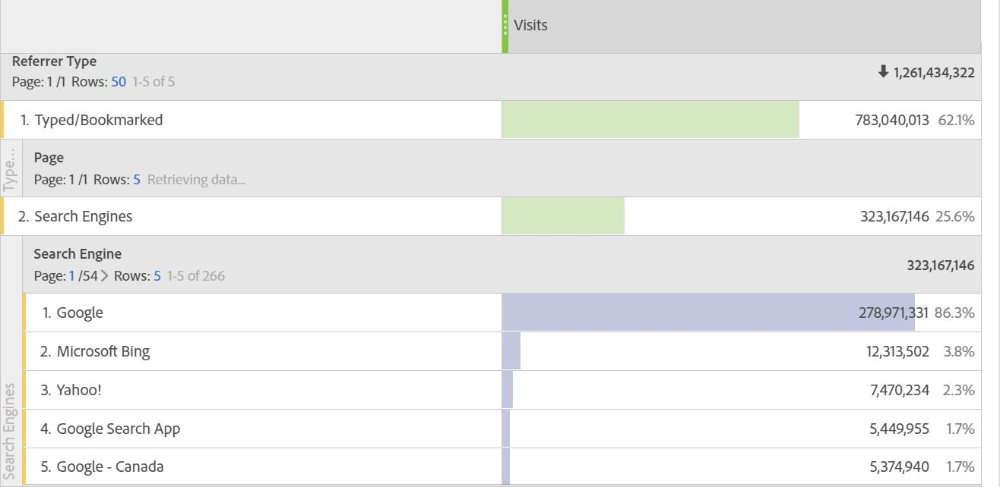 Visits
Referrer Type
Page: 1 /1 Rows: 50 1-5 of 5
1,261,434,322
1. Typed/Bookmarked 783,040,013 62.1%
Type...
Page
Page: 1 /1 Rows: 5 Retrieving data...
2. Search Engines 323,167,146 25.6%
Search Engines
Search Engine
Page: 1 /54 > Rows: 5 1-5 of 266
323,167,146
1. Google 278,971,331 86.3%
2. Microsoft Bing 12,313,502 3.8%
3. Yahoo! 7,470,234 2.3%
4. Google Search App 5,449,955 1.7%
5. Google - Canada 5,374,940 1.7%